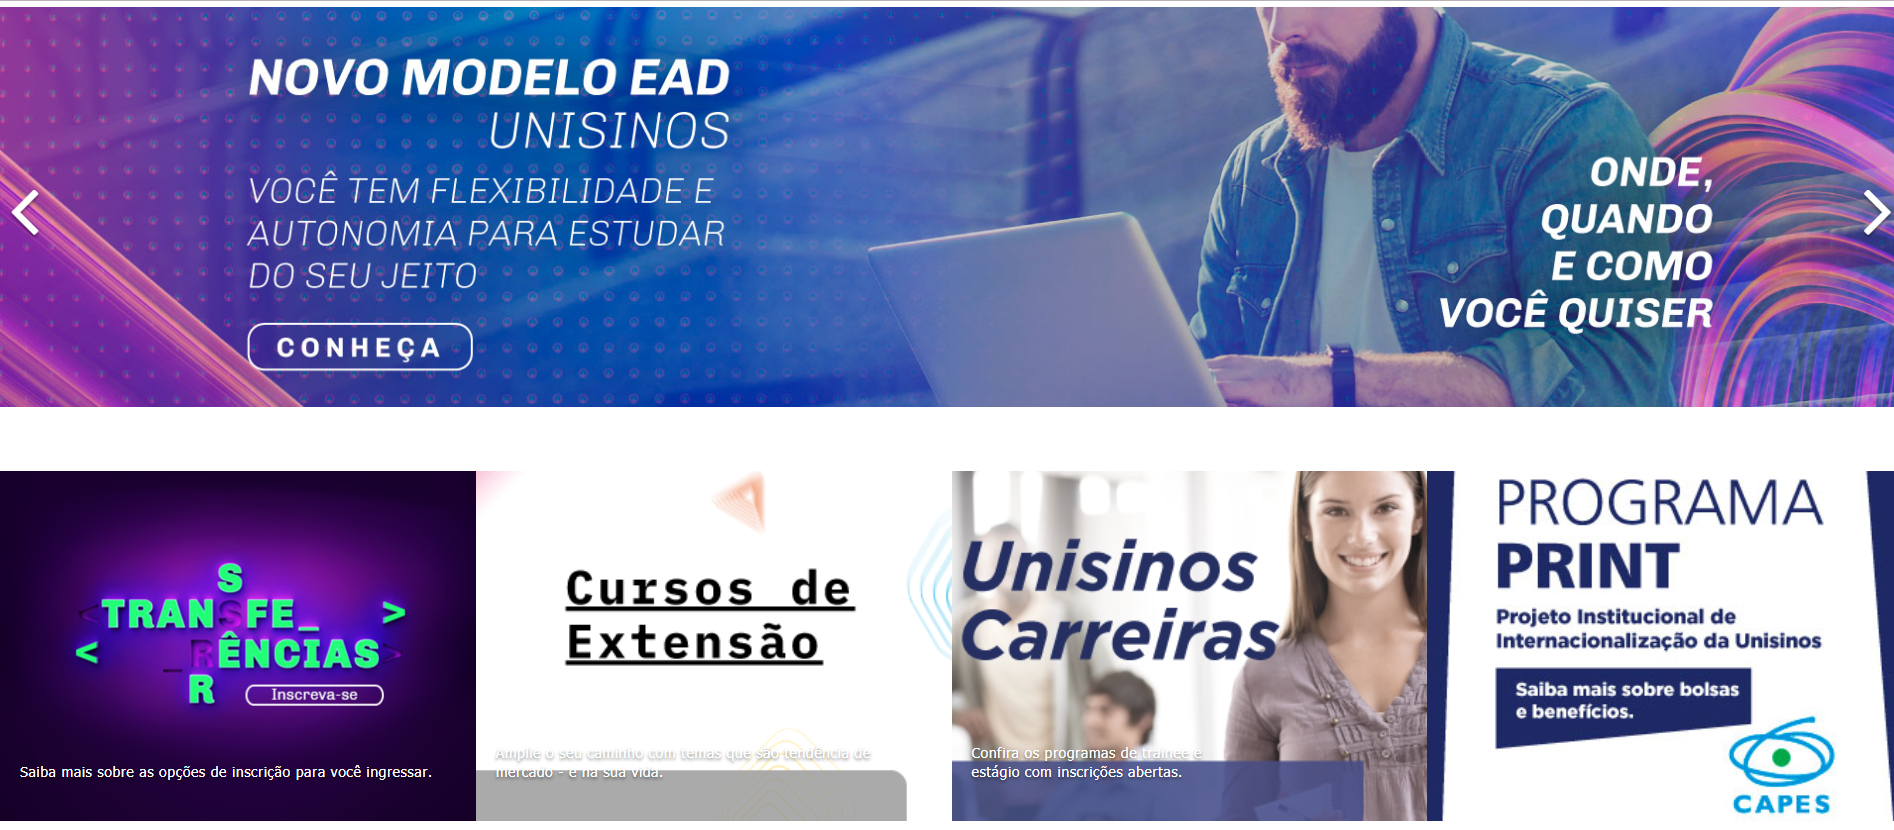 NOVO MODELO EAD
UNISINOS
VOCÊ TEM FLEXIBILIDADE E
AUTONOMIA PARA ESTUDAR
DO SEU JEITO
CONHEÇA
ONDE,
QUANDO
E COMO
VOCÊ QUISER
S
<TRANSFE_ >
< _RÊNCIAS>
R
Inscreva-se
Saiba mais sobre as opções de inscrição para você ingressar.
Cursos de
Extensão
Amplie o seu caminho com temas que são tendência de
mercado - e na sua vida.
Unisinos
Carreiras
Confira os programas de trainee e
estágio com inscrições abertas.
PROGRAMA
PRINT
Projeto Institucional de
Internacionalização da Unisinos
Saiba mais sobre bolsas
e benefícios.
CAPES